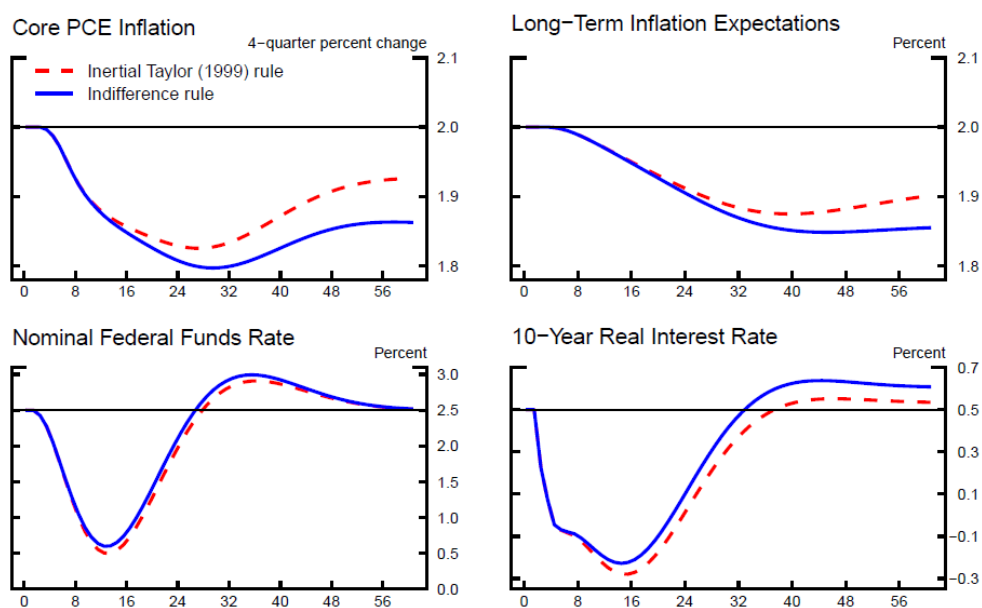 Core PCE Inflation
4-quarter percent change
2.1
Inertial Taylor (1999) rule
Indifference rule
2.0
1.9
1.8
0 8 16 24 32 40 48 56
Long-Term Inflation Expectations
Percent
2.1
2.0
1.9
1.8
0 8 16 24 32 40 48 56
Nominal Federal Funds Rate
Percent
3.0
2.5
2.0
1.5
1.0
0.5
0.0
0 8 16 24 32 40 48 56
10-Year Real Interest Rate
Percent
0.7
0.5
0.3
0.1
-0.1
-0.3
0 8 16 24 32 40 48 56